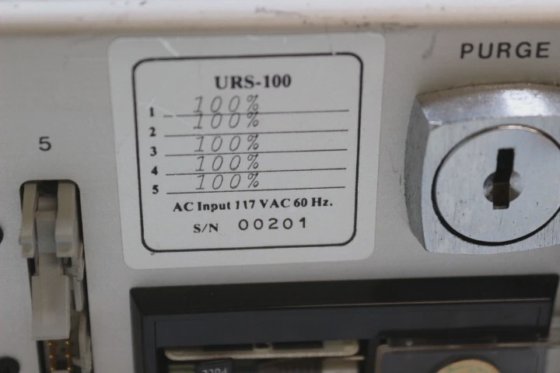 PURGE
URS-100
1 100%
2 100%
3 100%
4 100%
5 100%
AC Input 117 VAC 60 Hz.
S/N 00201
5